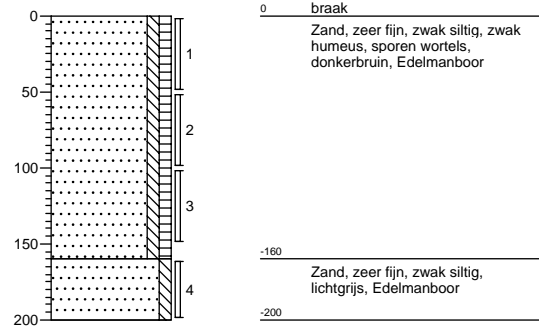 0
50
100
150
200
1
2
3
4
0 braak
Zand, zeer fijn, zwak siltig, zwak
humeus, sporen wortels,
donkerbruin, Edelmanboor
-160
Zand, zeer fijn, zwak siltig,
lichtgrijs, Edelmanboor
-200